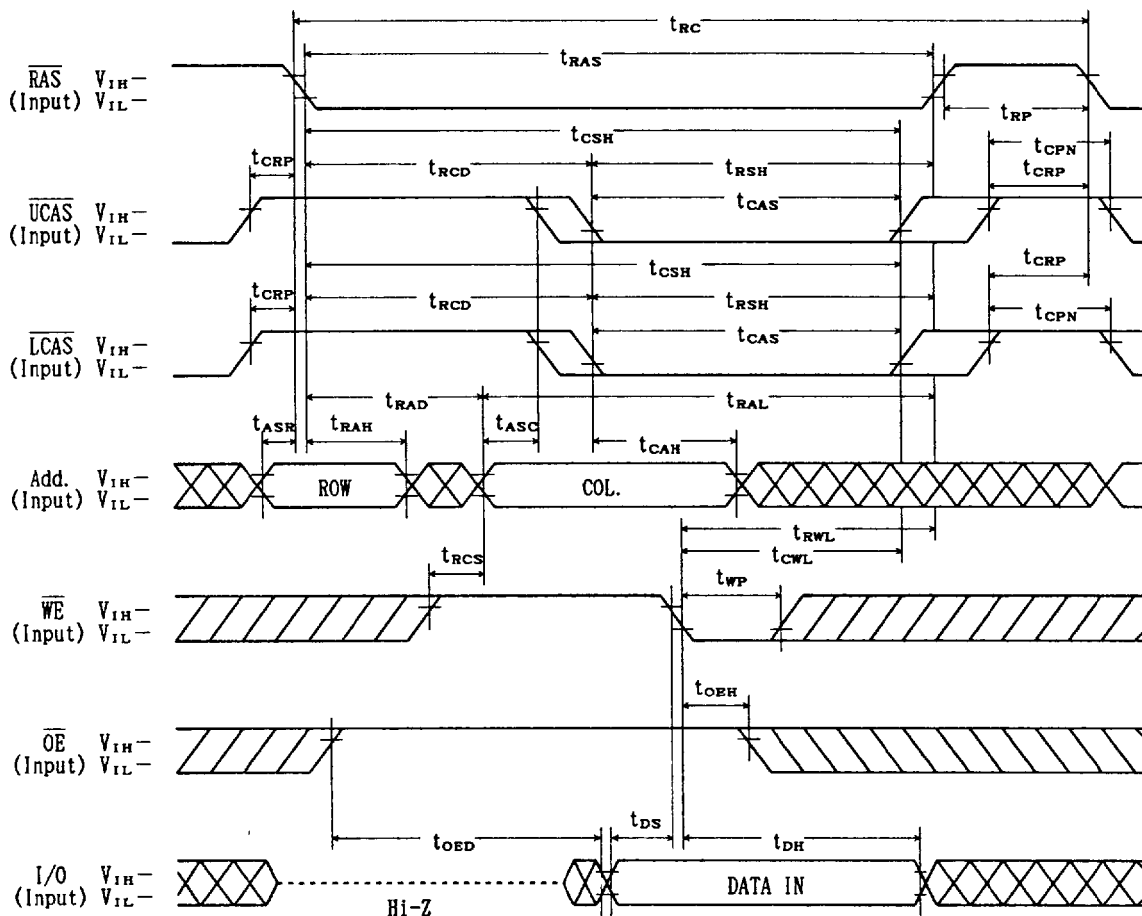 tRC
tRAS
RAS VIH
(Input) VIL
tRP
tCSH
tCRP tRCD tRSH tCPN
tCRP
UCAS VIH tCAS
(Input) VIL
tCSH tCRP
tCRP tRCD tRSH
tCAS tCPN
LCAS VIH
(Input) VIL
tRAD tRAL
tASR tRAH tASC tCAH
Add. VIH ROW COL.
(Input) VIL
tRWL
tRCS tCWL
tWP
WE VIH
(Input) VIL
tOEH
OE VIH
(Input) VIL
tOED tDS tDH
I/O VIH DATA IN
(Input) VIL
Hi-Z